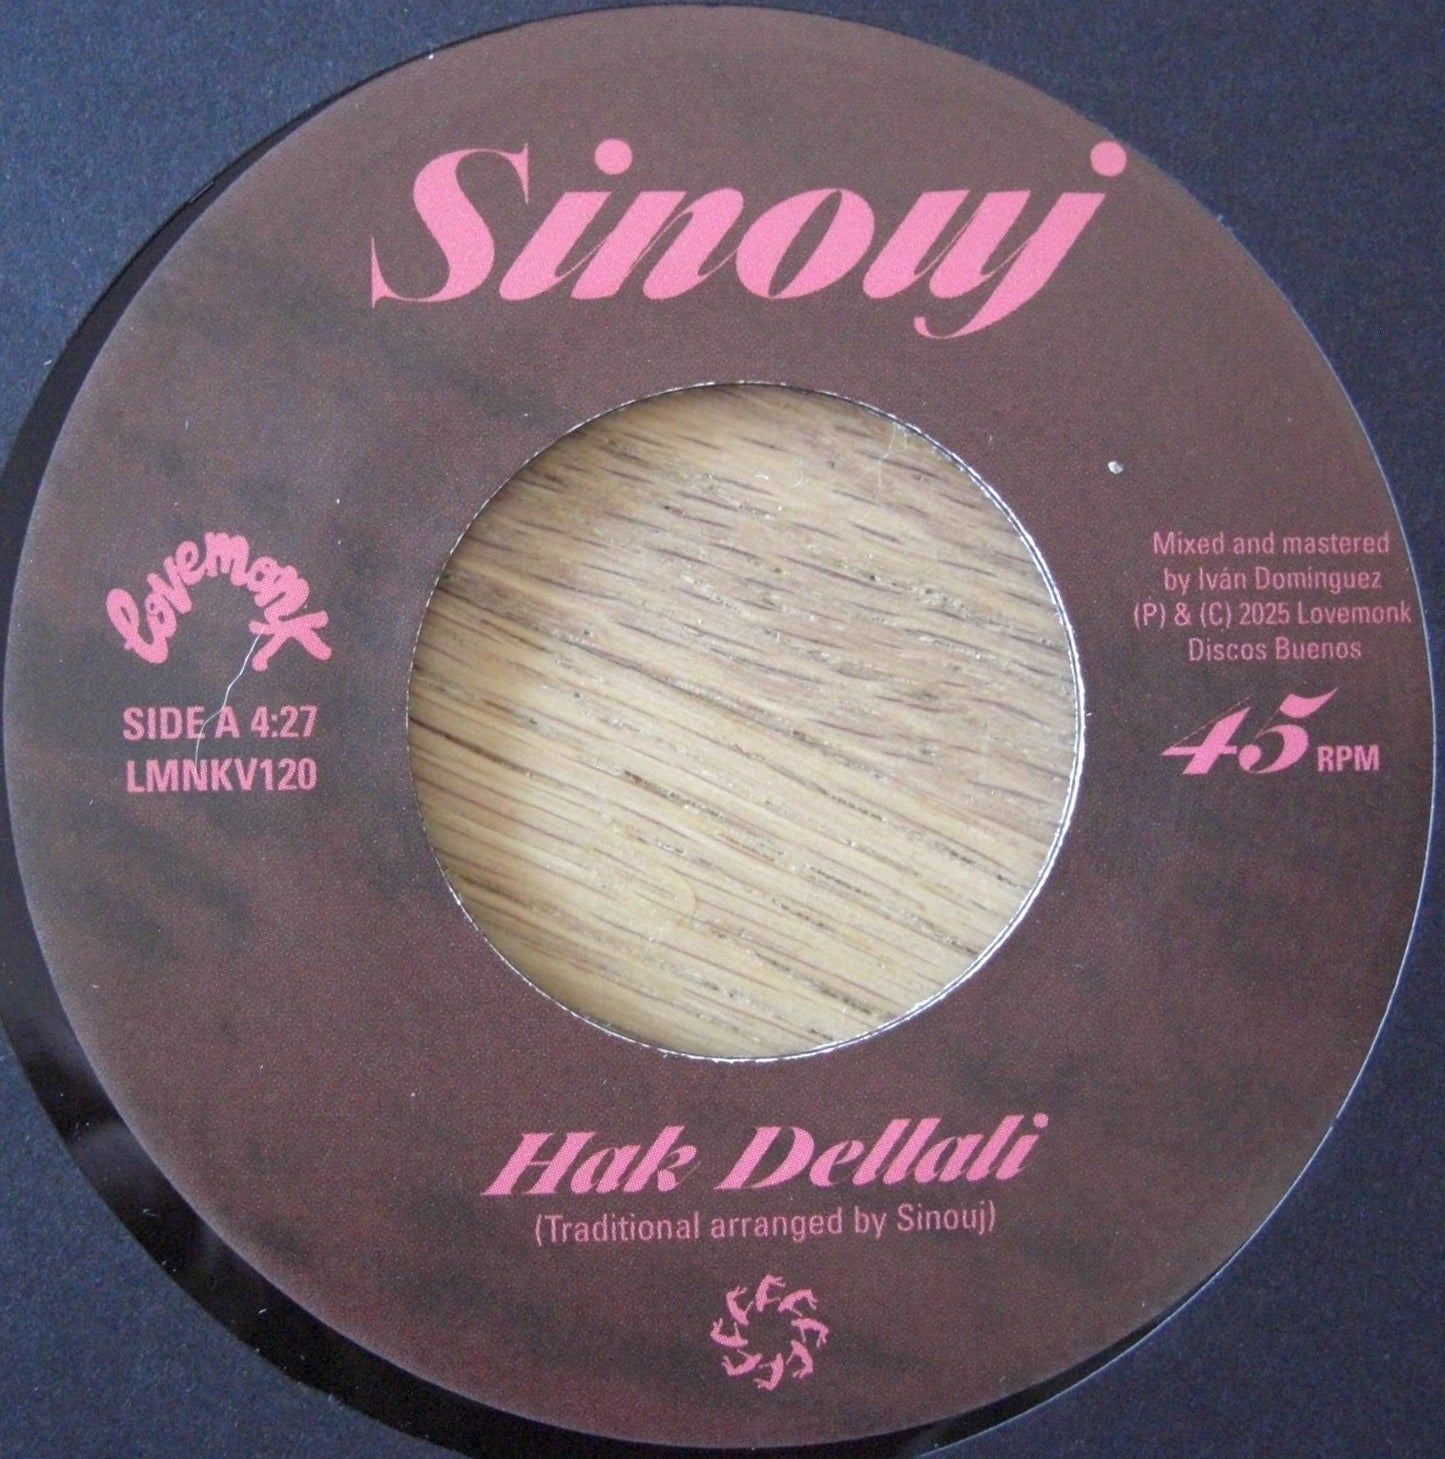 Sinouj
lovemonk
SIDE A 4:27
LMNKV120
Mixed and mastered
by Iván Domínguez
(P) & (C) 2025 Lovemonk
Discos Buenos
45 RPM
Hak Dellali
(Traditional arranged by Sinouj)